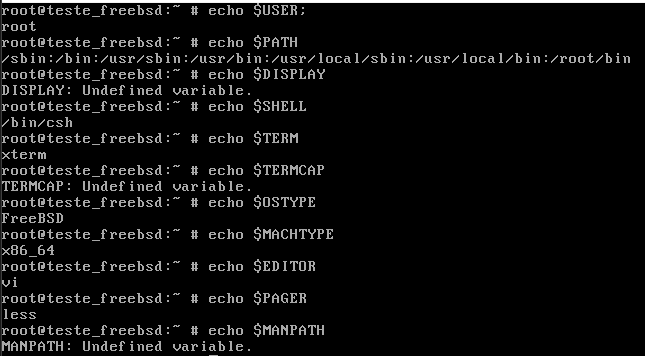 root@teste_freebsd:~ # echo $USER;
root
root@teste_freebsd:~ # echo $PATH
/sbin:/bin:/usr/sbin:/usr/bin:/usr/local/sbin:/usr/local/bin:/root/bin
root@teste_freebsd:~ # echo $DISPLAY
DISPLAY: Undefined variable.
root@teste_freebsd:~ # echo $SHELL
/bin/csh
root@teste_freebsd:~ # echo $TERM
xterm
root@teste_freebsd:~ # echo $TERMCAP
TERMCAP: Undefined variable.
root@teste_freebsd:~ # echo $OSTYPE
FreeBSD
root@teste_freebsd:~ # echo $MACHTYPE
x86_64
root@teste_freebsd:~ # echo $EDITOR
vi
root@teste_freebsd:~ # echo $PAGER
less
root@teste_freebsd:~ # echo $MANPATH
MANPATH: Undefined variable.